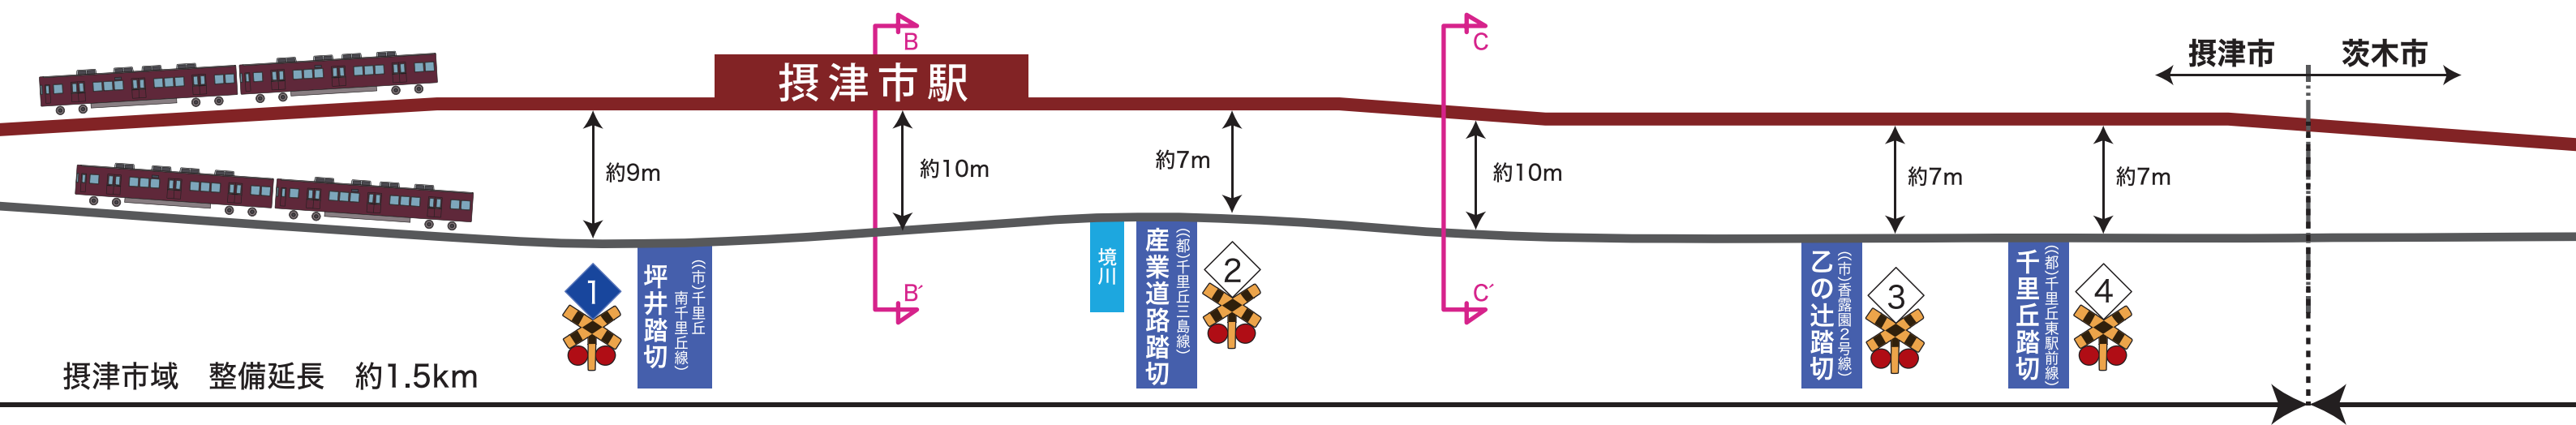 B
C
摂津市
茨木市
摂津市駅
約9m
約10m
約7m
約10m
約7m
約7m
1
坪井踏切
((市)千里丘
南千里丘線)
B´
境川
産業道路踏切
((都)千里丘三島線)
2
C´
乙の辻踏切
((市)香露園2号線)
3
千里丘踏切
((都)千里丘東駅前線)
4
摂津市域 整備延長 約1.5km